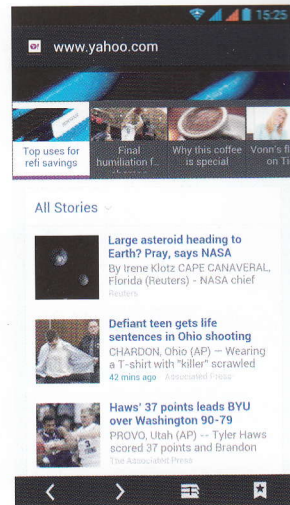 15:25
www.yahoo.com
Top uses for
refi savings
Final
humiliation f...
Why this coffee
is special
Vonn's fl
on Ti
All Stories
Large asteroid heading to
Earth? Pray, says NASA
By Irene Klotz CAPE CANAVERAL,
Florida (Reuters) - NASA chief
Reuters
Defiant teen gets life
sentences in Ohio shooting
CHARDON, Ohio (AP) — Wearing
a T-shirt with "killer" scrawled
42 mins ago Associated Press
Haws' 37 points leads BYU
over Washington 90-79
PROVO, Utah (AP) -- Tyler Haws
scored 37 points and Brandon
The Associated Press